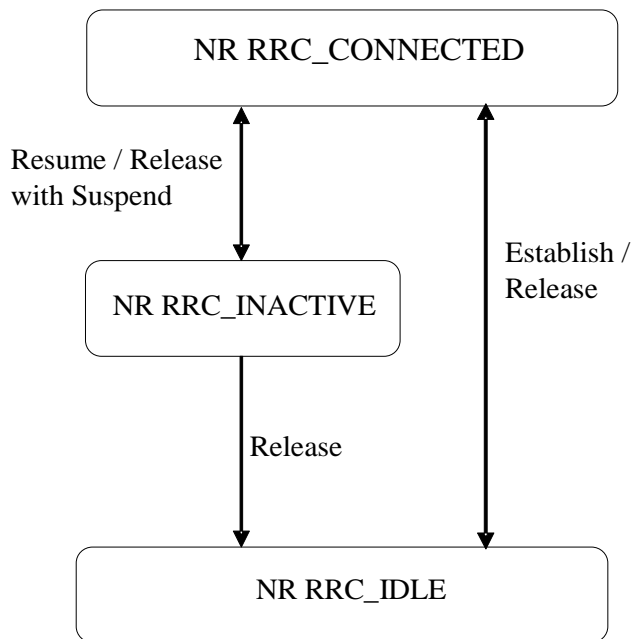 NR RRC_CONNECTED
Resume / Release
with Suspend
Establish /
Release
NR RRC_INACTIVE
Release
NR RRC_IDLE